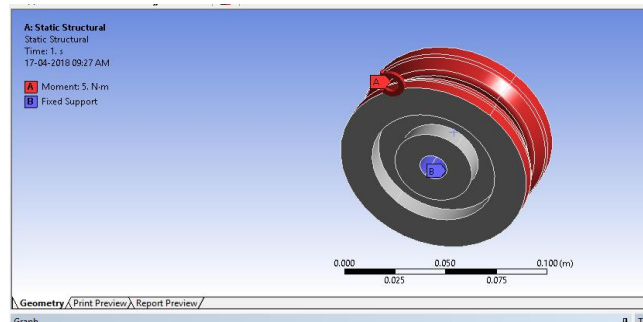 A: Static Structural
Static Structural
Time: 1. s
17-04-2018 09:27 AM
A Moment: 5. N·m
B Fixed Support
A
B
0.000 0.050 0.100 (m)
0.025 0.075
Geometry Print Preview Report Preview
Graph